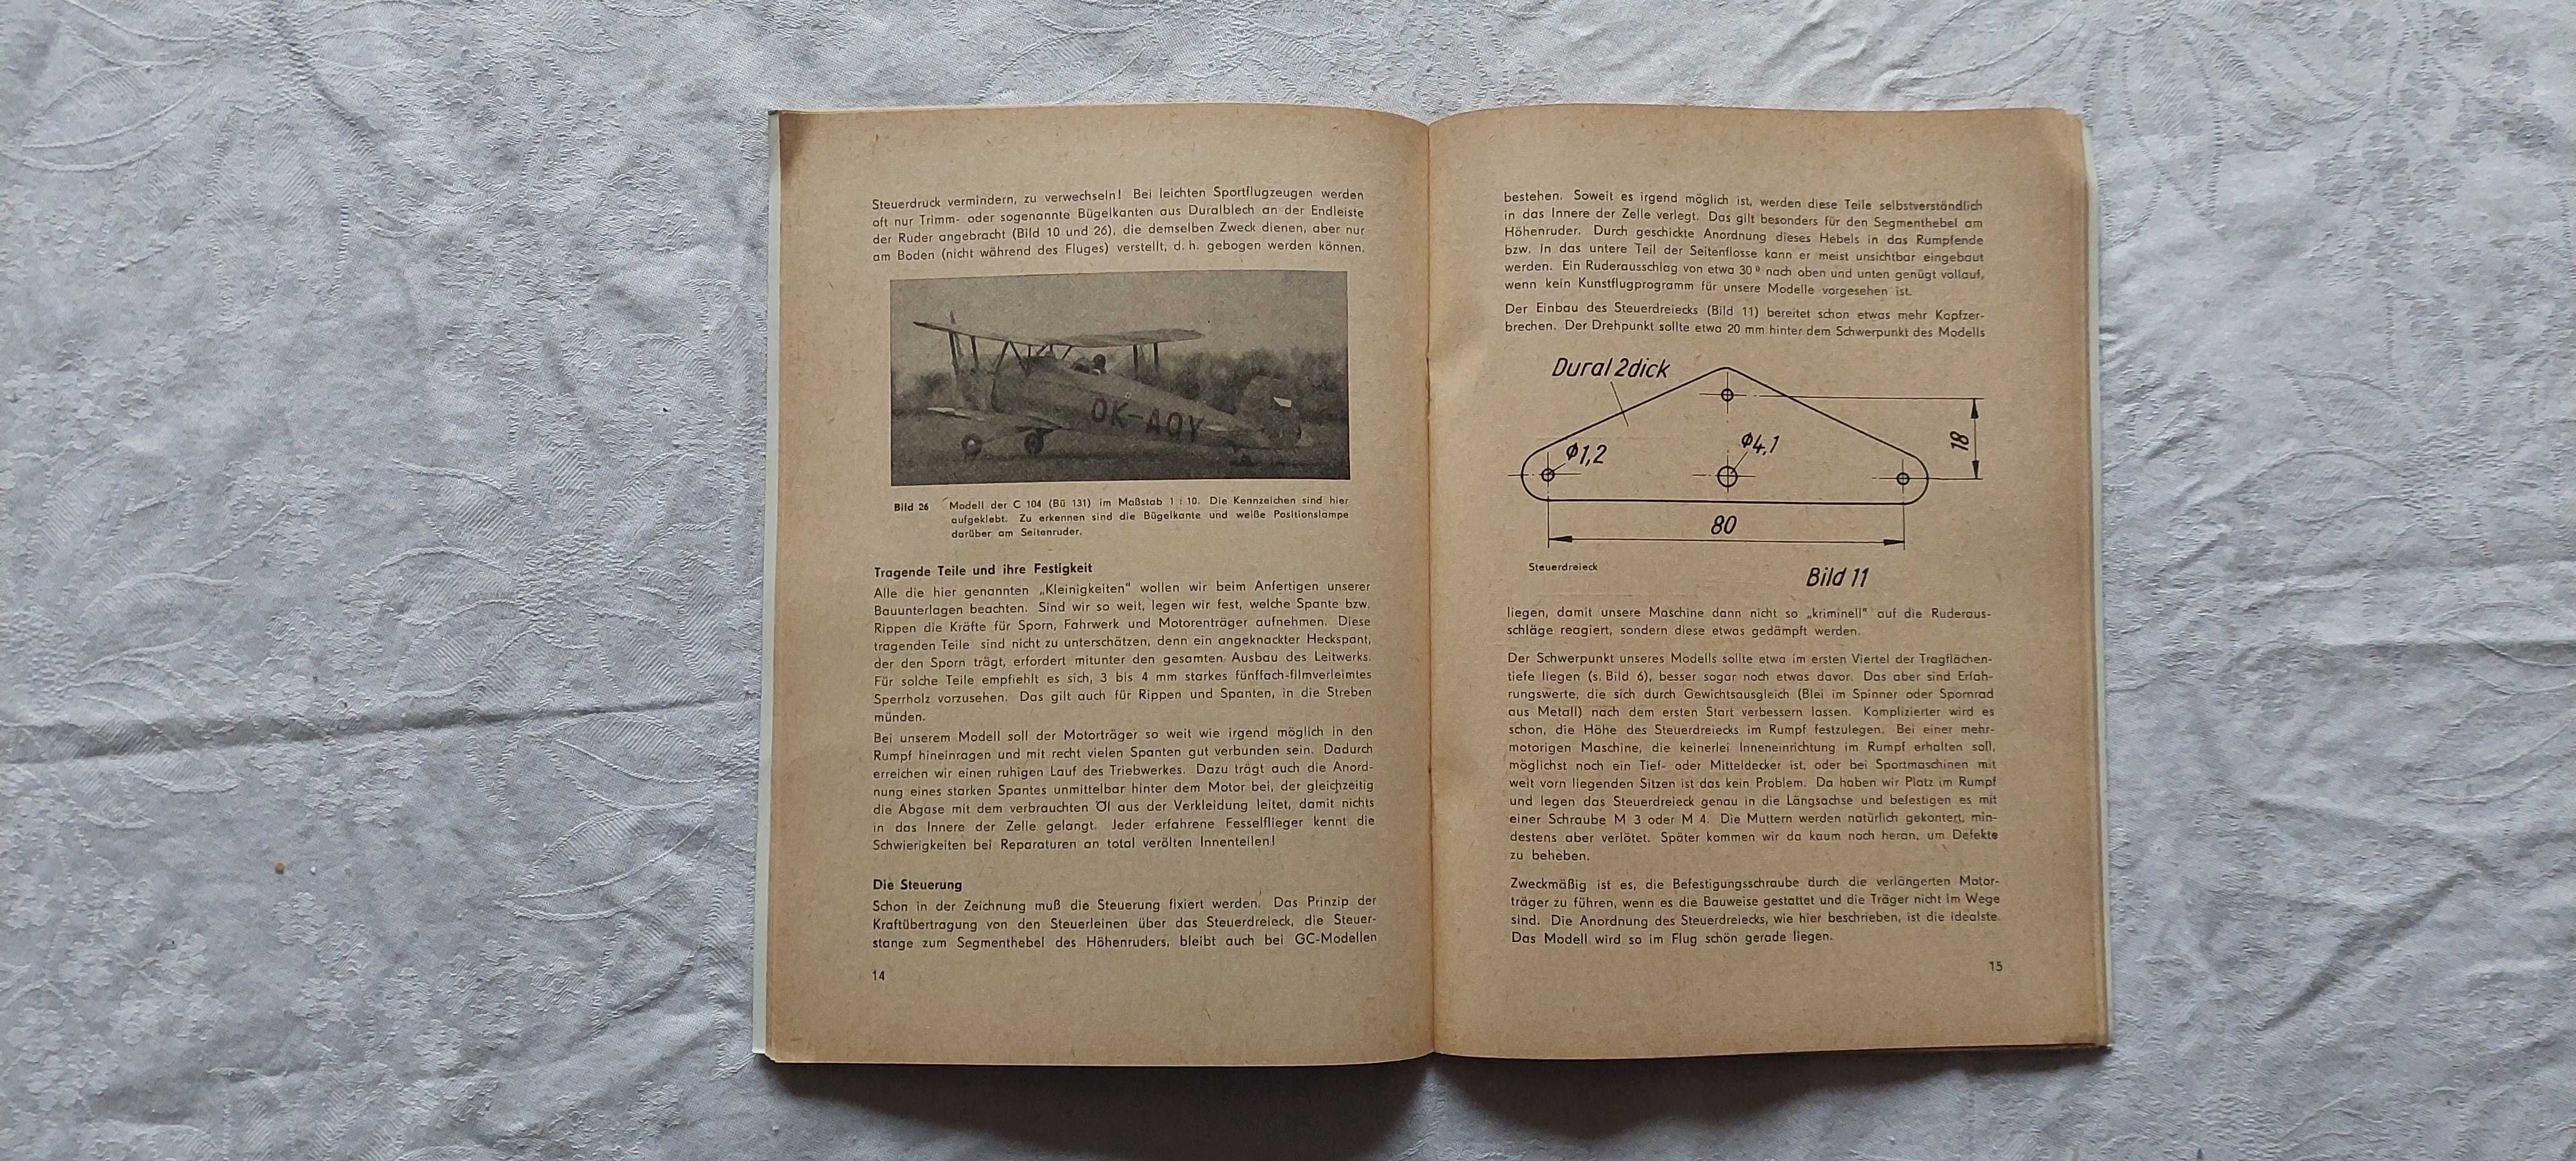 Steuerdruck vermindern, zu verwechseln! Bei leichten Sportflugzeugen werden
oft nur Trimm- oder sogenannte Bügelkanten aus Duralblech an der Endleiste
der Ruder angebracht (Bild 10 und 26), die demselben Zweck dienen, aber nur
am Boden (nicht während des Fluges) verstellt, d. h. gebogen werden können.
OK-AQV
Bild 26 Modell der C 104 (Bü 131) im Maßstab 1 : 10. Die Kennzeichen sind hier
aufgeklebt. Zu erkennen sind die Bügelkante und weiße Positionslampe
darüber am Seitenruder.
Tragende Teile und ihre Festigkeit
Alle die hier genannten „Kleinigkeiten“ wollen wir beim Anfertigen unserer
Bauunterlagen beachten. Sind wir so weit, legen wir fest, welche Spante bzw.
Rippen die Kräfte für Sporn, Fahrwerk und Motorenträger aufnehmen. Diese
tragenden Teile sind nicht zu unterschätzen, denn ein angeknackter Heckspant,
der den Sporn trägt, erfordert mitunter den gesamten Ausbau des Leitwerks.
Für solche Teile empfiehlt es sich, 3 bis 4 mm starkes fünffach-filmverleimtes
Sperrholz vorzusehen. Das gilt auch für Rippen und Spanten, in die Streben
münden.
Bei unserem Modell soll der Motorträger so weit wie irgend möglich in den
Rumpf hineinragen und mit recht vielen Spanten gut verbunden sein. Dadurch
erreichen wir einen ruhigen Lauf des Triebwerkes. Dazu trägt auch die Anord-
nung eines starken Spantes unmittelbar hinter dem Motor bei, der gleichzeitig
die Abgase mit dem verbrauchten Öl aus der Verkleidung leitet, damit nichts
in das Innere der Zelle gelangt. Jeder erfahrene Fesselflieger kennt die
Schwierigkeiten bei Reparaturen an total verölten Innenteilen!
Die Steuerung
Schon in der Zeichnung muß die Steuerung fixiert werden. Das Prinzip der
Kraftübertragung von den Steuerleinen über das Steuerdreieck, die Steuer-
stange zum Segmenthebel des Höhenruders, bleibt auch bei GC-Modellen
14
bestehen. Soweit es irgend möglich ist, werden diese Teile selbstverständlich
in das Innere der Zelle verlegt. Das gilt besonders für den Segmenthebel am
Höhenruder. Durch geschickte Anordnung dieses Hebels in das Rumpfende
bzw. in das untere Teil der Seitenflosse kann er meist unsichtbar eingebaut
werden. Ein Ruderausschlag von etwa 30° nach oben und unten genügt vollauf,
wenn kein Kunstflugprogramm für unsere Modelle vorgesehen ist.
Der Einbau des Steuerdreiecks (Bild 11) bereitet schon etwas mehr Kopfzer-
brechen. Der Drehpunkt sollte etwa 20 mm hinter dem Schwerpunkt des Modells
Dural 2dick
18
ϕ4,1
ϕ1,2
80
Steuerdreieck
Bild 11
liegen, damit unsere Maschine dann nicht so „kriminell“ auf die Ruderaus-
schläge reagiert, sondern diese etwas gedämpft werden.
Der Schwerpunkt unseres Modells sollte etwa im ersten Viertel der Tragflächen-
tiefe liegen (s. Bild 6), besser sogar noch etwas davor. Das aber sind Erfah-
rungswerte, die sich durch Gewichtsausgleich (Blei im Spinner oder Spornrad
aus Metall) nach dem ersten Start verbessern lassen. Komplizierter wird es
schon, die Höhe des Steuerdreiecks im Rumpf festzulegen. Bei einer mehr-
motorigen Maschine, die keinerlei Inneneinrichtung im Rumpf erhalten soll,
möglichst noch ein Tief- oder Mitteldecker ist, oder bei Sportmaschinen mit
weit vorn liegenden Sitzen ist das kein Problem. Da haben wir Platz im Rumpf
und legen das Steuerdreieck genau in die Längsachse und befestigen es mit
einer Schraube M 3 oder M 4. Die Muttern werden natürlich gekontert, min-
destens aber verlötet. Später kommen wir da kaum noch heran, um Defekte
zu beheben.
Zweckmäßig ist es, die Befestigungsschraube durch die verlängerten Motor-
träger zu führen, wenn es die Bauweise gestattet und die Träger nicht im Wege
sind. Die Anordnung des Steuerdreiecks, wie hier beschrieben, ist die idealste.
Das Modell wird so im Flug schön gerade liegen.
15